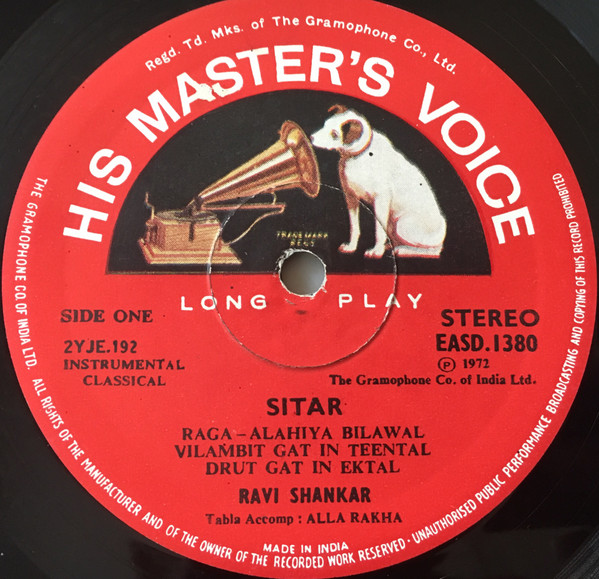 Regd. Td. Mks. of The Gramophone Co., Ltd.
HIS MASTER'S VOICE
TRADEMARK
REGD.
LONG PLAY
SIDE ONE
2YJE.192
INSTRUMENTAL
CLASSICAL
STEREO
EASD.1380
Ⓟ 1972
The Gramophone Co. of India Ltd.
SITAR
RAGA-ALAHIYA BILAWAL
VILAMBIT GAT IN TEENTAL
DRUT GAT IN EKTAL
RAVI SHANKAR
Tabla Accomp : ALLA RAKHA
MADE IN INDIA
THE GRAMOPHONE CO. OF INDIA LTD. ALL RIGHTS OF THE MANUFACTURER AND OF THE OWNER OF THE RECORDED WORK RESERVED · UNAUTHORISED PUBLIC PERFORMANCE BROADCASTING AND COPYING OF THIS RECORD PROHIBITED